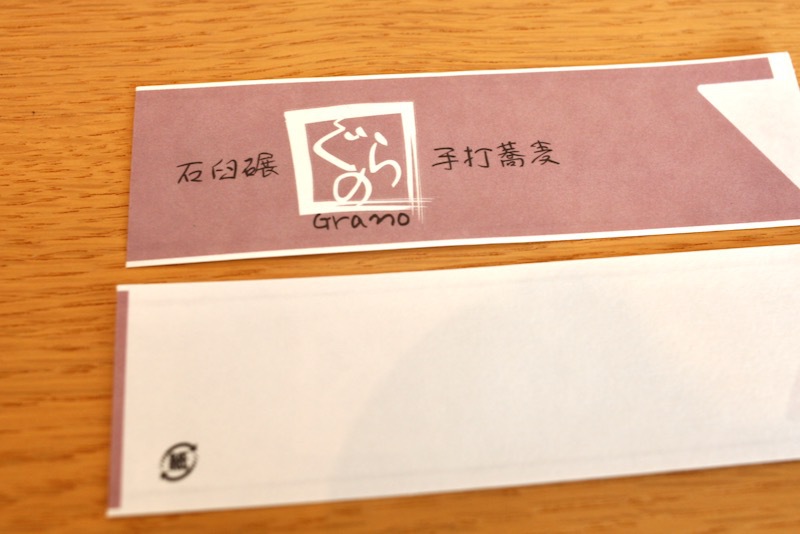 石臼碾
ぐらの
Grano
手打蕎麦
紙